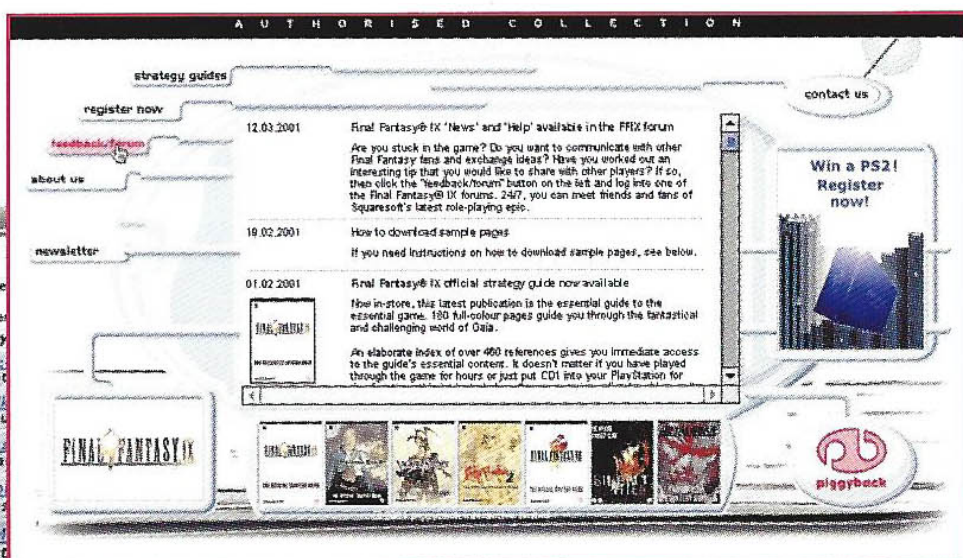 AUTHORISED COLLECTION
strategy guides
register now
feedback/forum
about us
newsletter
contact us
12.03.2001
Final Fantasy® IX 'News' and 'Help' available in the FFIX forum
Are you stuck in the game? Do you want to communicate with other
Final Fantasy fans and exchange ideas? Have you worked out an
interesting tip that you would like to share with other players? If so,
then click the "feedback/forum" button on the left and log into one of
the Final Fantasy® IX forums. 24/7, you can meet friends and fans of
Squaresoft's latest role-playing epic.
19.02.2001
How to download sample pages
If you need instructions on how to download sample pages, see below.
01.02.2001
Final Fantasy® IX official strategy guide now available
Now in-store, this latest publication is the essential guide to the
essential game. 180 full-colour pages guide you through the fantastical
and challenging world of Gaia.
An elaborate index of over 460 references gives you immediate access
to the guide's essential content. It doesn't matter if you have played
through the game for hours or just put CD1 into your PlayStation for
Win a PS2!
Register
now!
FINAL FANTASY IX
piggyback